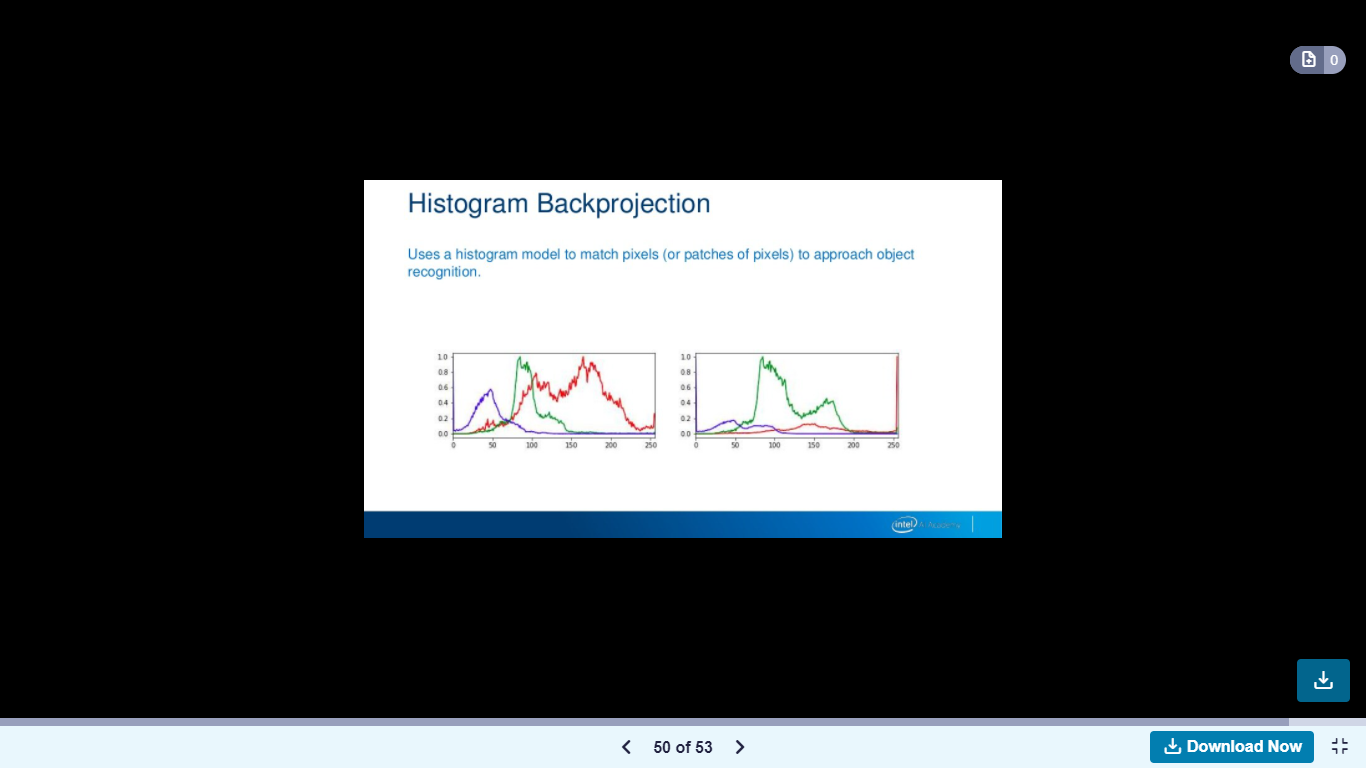 0
Histogram Backprojection
Uses a histogram model to match pixels (or patches of pixels) to approach object
recognition.
1.0
0.8
0.6
0.4
0.2
0.0
0 50 100 150 200 250
1.0
0.8
0.6
0.4
0.2
0.0
0 50 100 150 200 250
intel AI Academy
50 of 53
Download Now